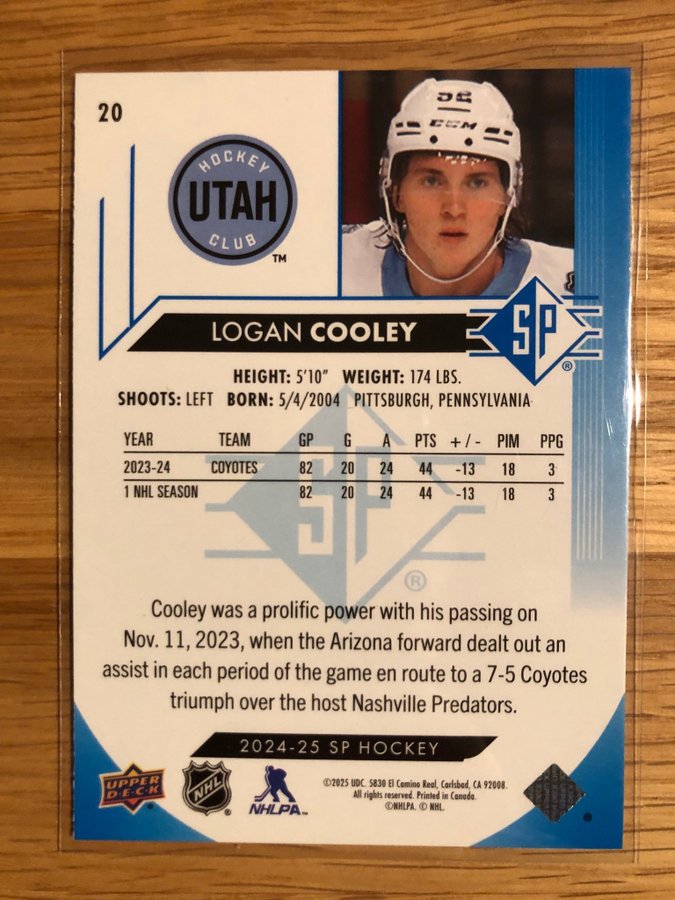 20
HOCKEY
UTAH
CLUB
TM
52
CCM
LOGAN COOLEY
SP
®
HEIGHT: 5'10" WEIGHT: 174 LBS.
SHOOTS: LEFT BORN: 5/4/2004 PITTSBURGH, PENNSYLVANIA
YEAR TEAM GP G A PTS +/- PIM PPG
2023-24 COYOTES 82 20 24 44 -13 18 3
1 NHL SEASON 82 20 24 44 -13 18 3
SP
®
Cooley was a prolific power with his passing on
Nov. 11, 2023, when the Arizona forward dealt out an
assist in each period of the game en route to a 7-5 Coyotes
triumph over the host Nashville Predators.
2024-25 SP HOCKEY
UPPER
D·E·C·K
NHL
®
NHLPA™
©2025 UDC. 5830 El Camino Real, Carlsbad, CA 92008.
All rights reserved. Printed in Canada.
©NHLPA. © NHL.
®